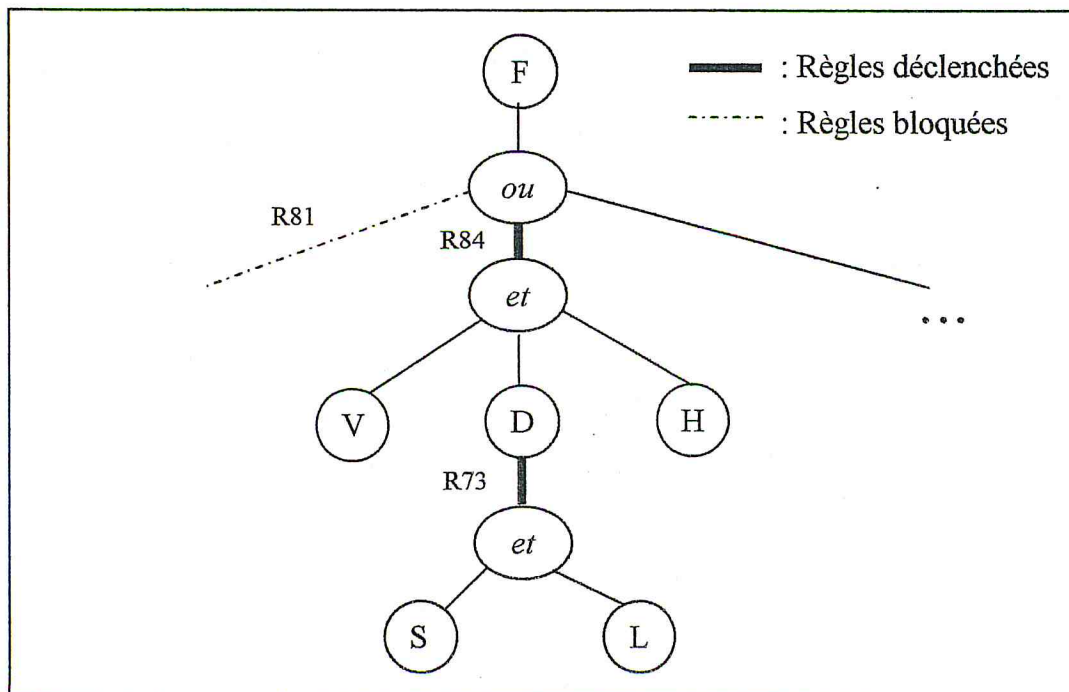 F
: Règles déclenchées
: Règles bloquées
ou
R81
R84
et
...
V
D
H
R73
et
S
L